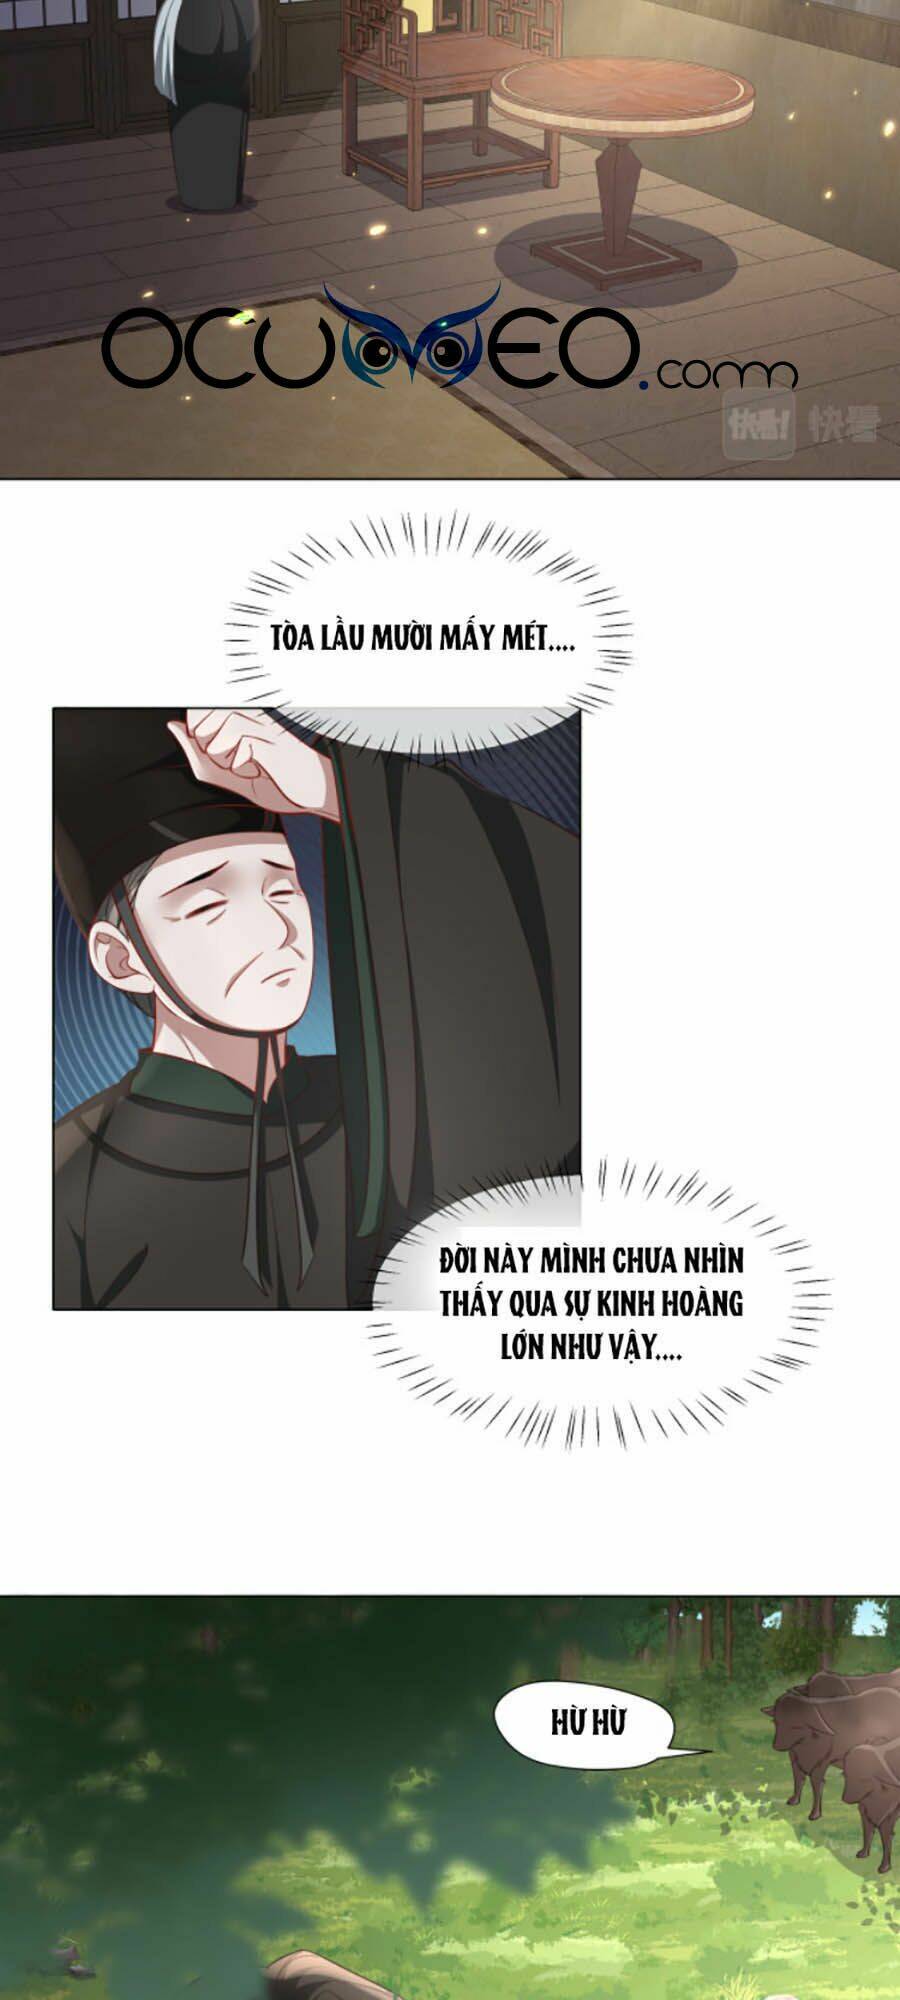 OCUMEO.comm
快看! 快看
TÒA LẦU MƯỜI MẤY MÉT....
ĐỜI NÀY MÌNH CHƯA NHÌN
THẤY QUA SỰ KINH HOÀNG
LỚN NHƯ VẬY....
HỪ HỪ